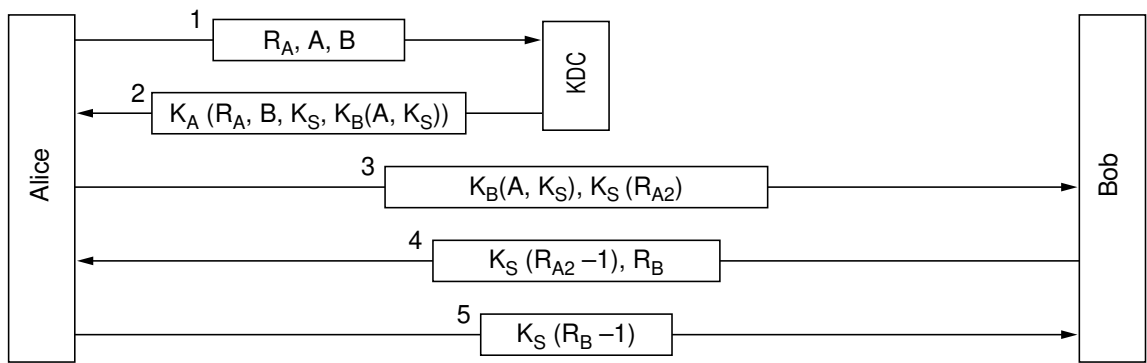 Alice
1
R_A, A, B
KDC
2
K_A (R_A, B, K_S, K_B(A, K_S))
3
K_B(A, K_S), K_S (R_A2)
4
K_S (R_A2 –1), R_B
5
K_S (R_B –1)
Bob